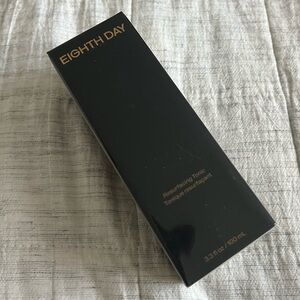 EIGHTH DAY
Resurfacing Tonic
Tonique resurfaçant
3.3 fl oz / 100 mL